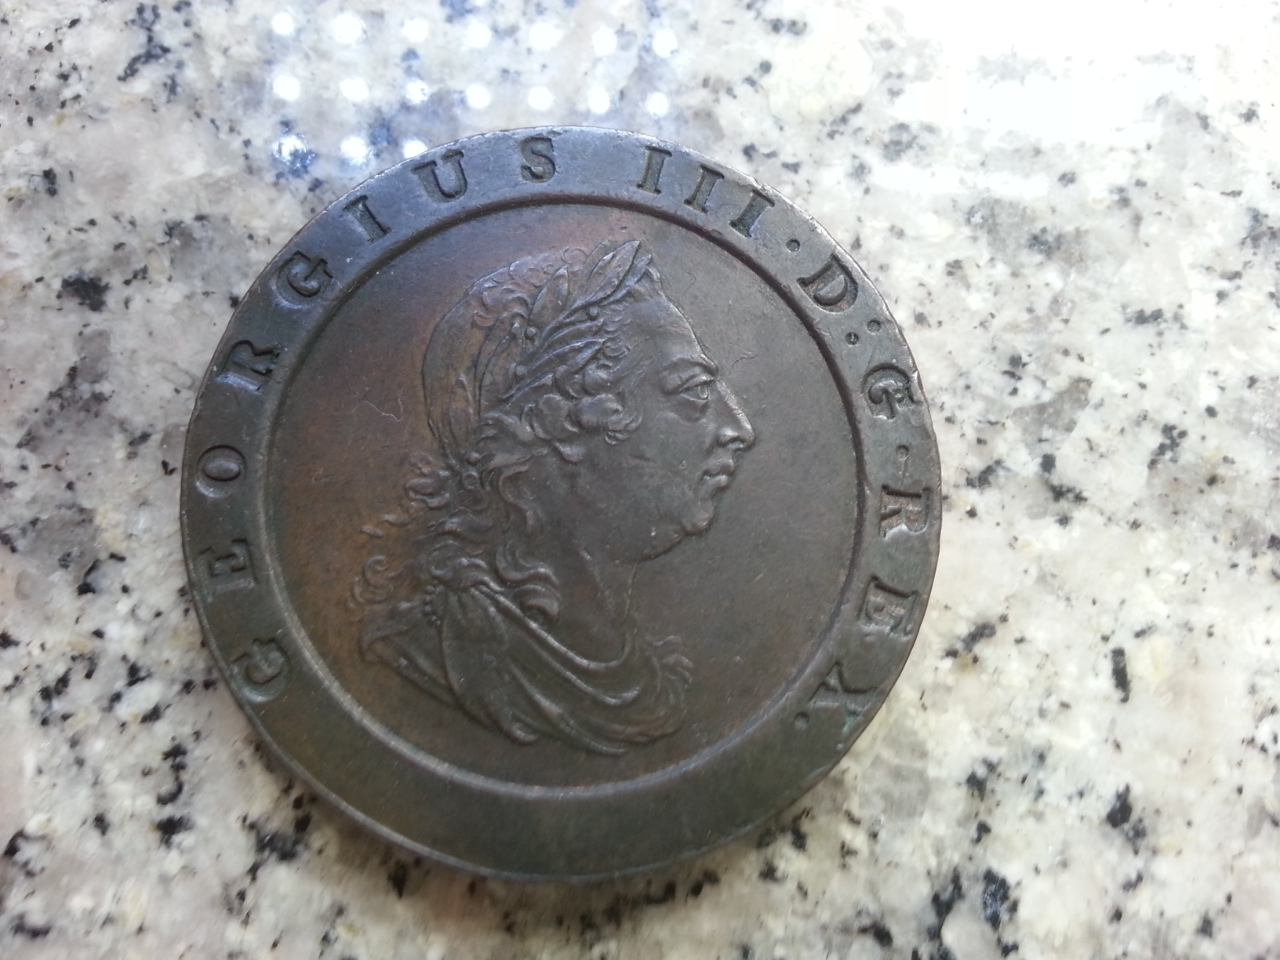 GEORGIUS III · D : G · REX .